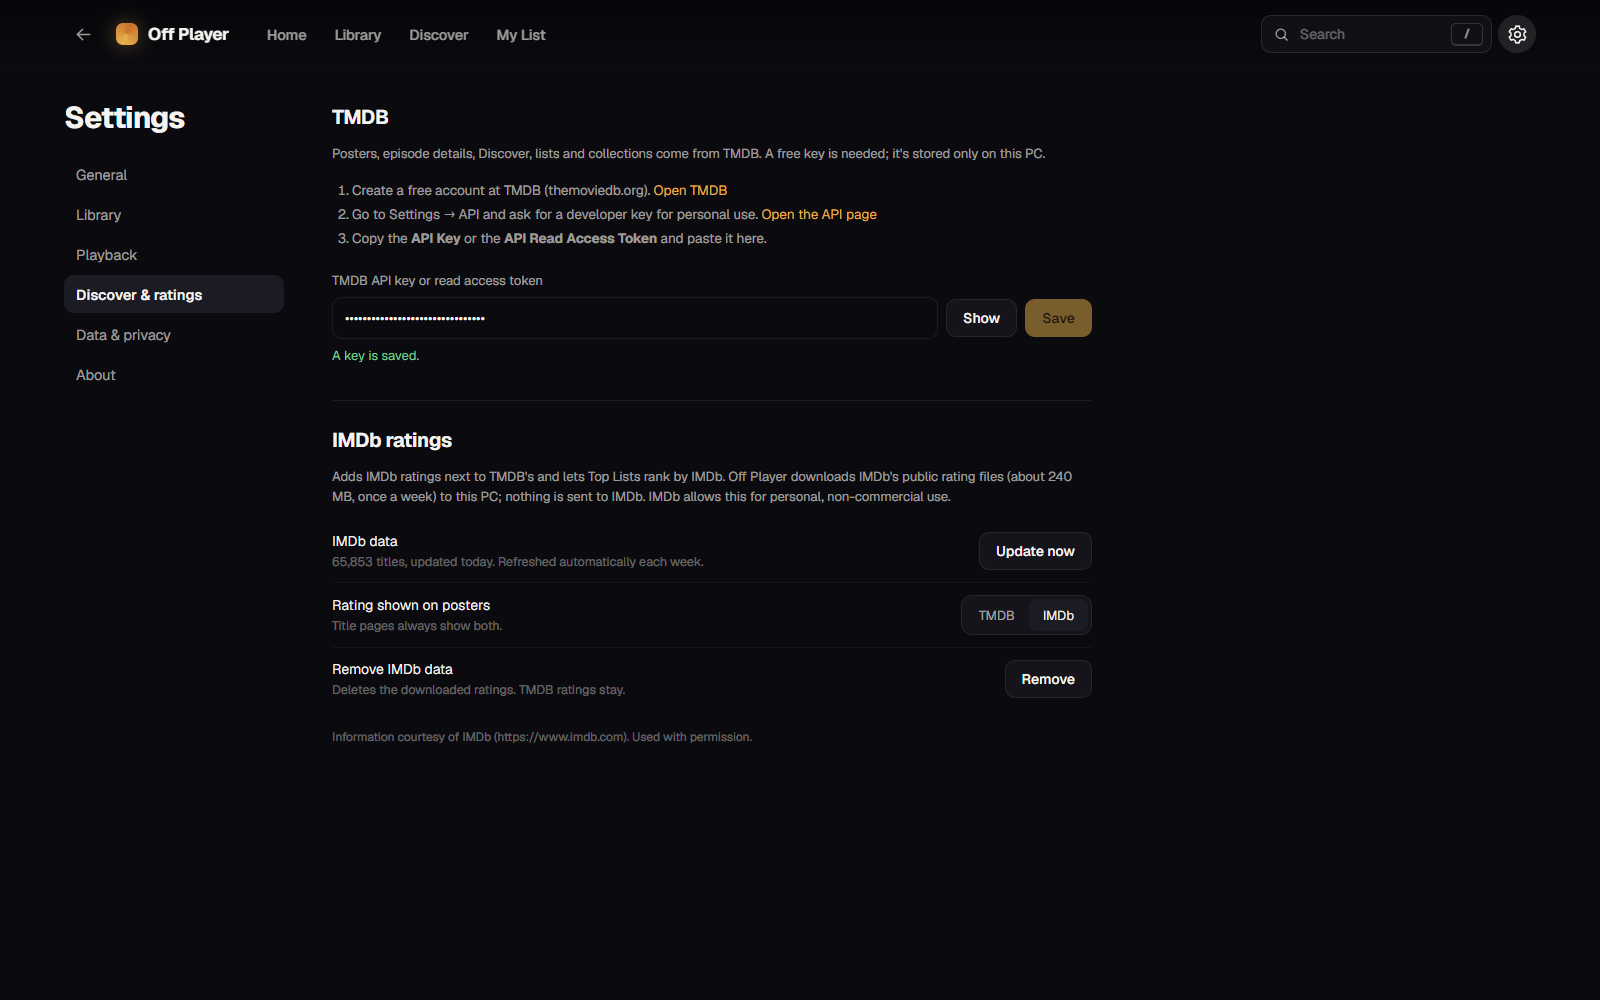 Off Player
Home
Library
Discover
My List
Search
/
Settings
General
Library
Playback
Discover & ratings
Data & privacy
About
TMDB
Posters, episode details, Discover, lists and collections come from TMDB. A free key is needed; it's stored only on this PC.
1. Create a free account at TMDB (themoviedb.org). Open TMDB
2. Go to Settings → API and ask for a developer key for personal use. Open the API page
3. Copy the API Key or the API Read Access Token and paste it here.
TMDB API key or read access token
Show
Save
A key is saved.
IMDb ratings
Adds IMDb ratings next to TMDB's and lets Top Lists rank by IMDb. Off Player downloads IMDb's public rating files (about 240
MB, once a week) to this PC; nothing is sent to IMDb. IMDb allows this for personal, non-commercial use.
IMDb data
65,853 titles, updated today. Refreshed automatically each week.
Update now
Rating shown on posters
Title pages always show both.
TMDB
IMDb
Remove IMDb data
Deletes the downloaded ratings. TMDB ratings stay.
Remove
Information courtesy of IMDb (https://www.imdb.com). Used with permission.